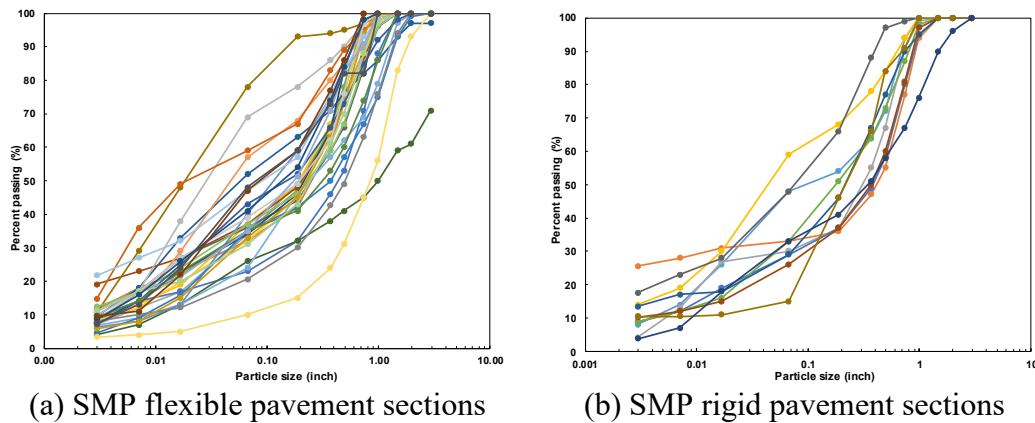 100
90
80
70
60
50
40
30
20
10
0
Percent passing (%)
0.00 0.01 0.10 1.00 10.00
Particle size (inch)
(a) SMP flexible pavement sections
100
90
80
70
60
50
40
30
20
10
0
Percent passing (%)
0.001 0.01 0.1 1 10
Particle size (inch)
(b) SMP rigid pavement sections